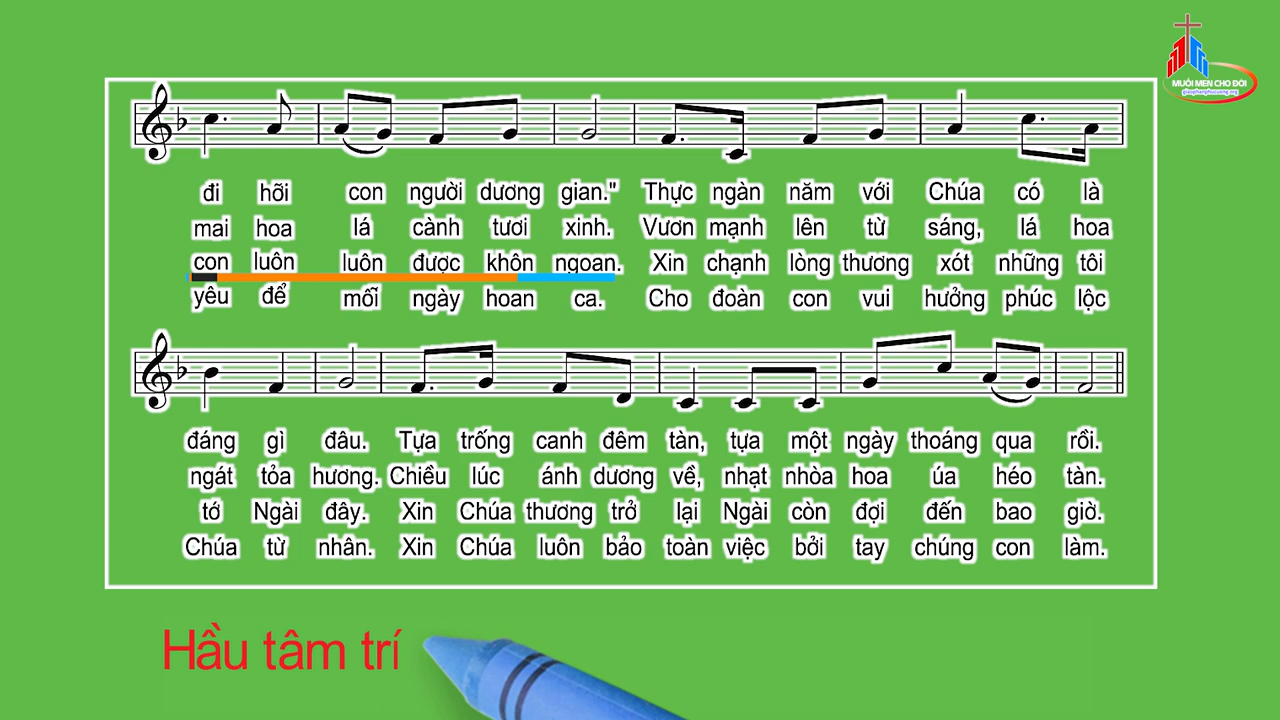 MUỐI MEN CHO ĐỜI
giaophanphucuong.org
đi hỡi con người dương gian." Thực ngàn năm với Chúa có là
mai hoa lá cành tươi xinh. Vươn mạnh lên từ sáng, lá hoa
con luôn luôn được khôn ngoan. Xin chạnh lòng thương xót những tôi
yêu để mỗi ngày hoan ca. Cho đoàn con vui hưởng phúc lộc
đáng gì đâu. Tựa trống canh đêm tàn, tựa một ngày thoáng qua rồi.
ngát tỏa hương. Chiều lúc ánh dương về, nhạt nhòa hoa úa héo tàn.
tớ Ngài đây. Xin Chúa thương trở lại Ngài còn đợi đến bao giờ.
Chúa từ nhân. Xin Chúa luôn bảo toàn việc bởi tay chúng con làm.
Hầu tâm trí